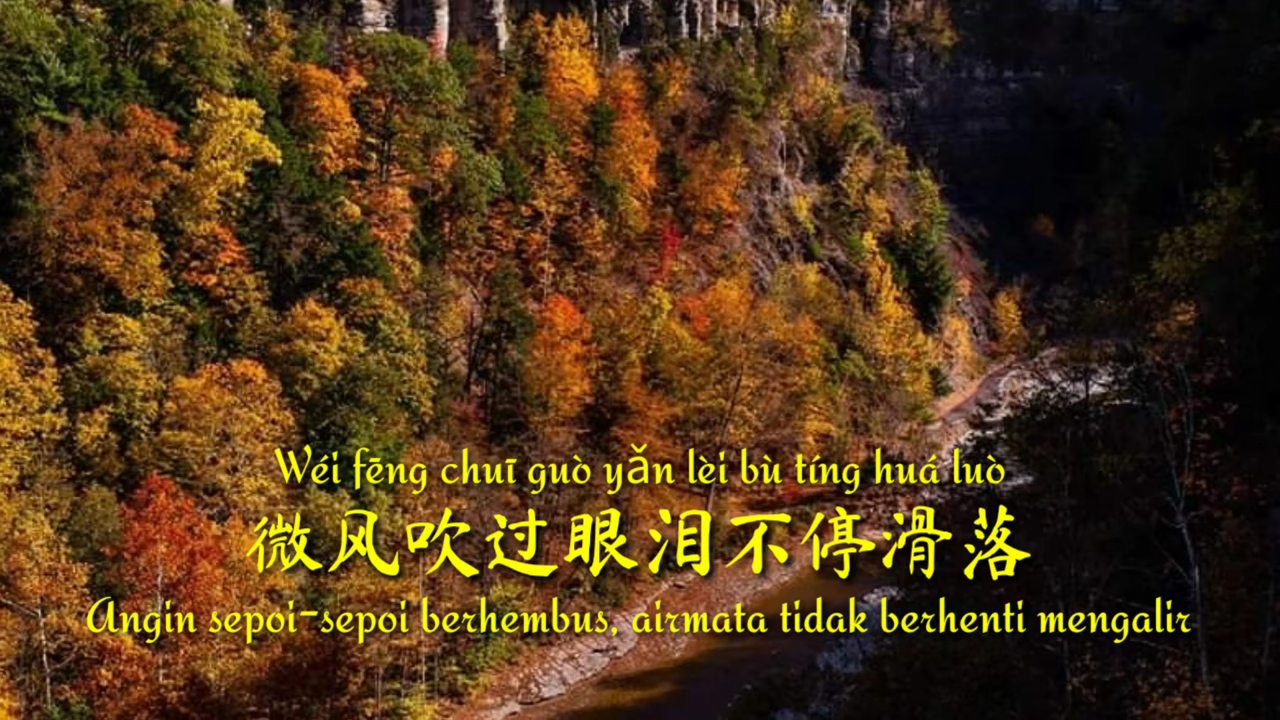 Wéi fēng chuī guò yǎn lèi bù tíng huá luò
微风吹过眼泪不停滑落
Angin sepoi-sepoi berhembus, airmata tidak berhenti mengalir